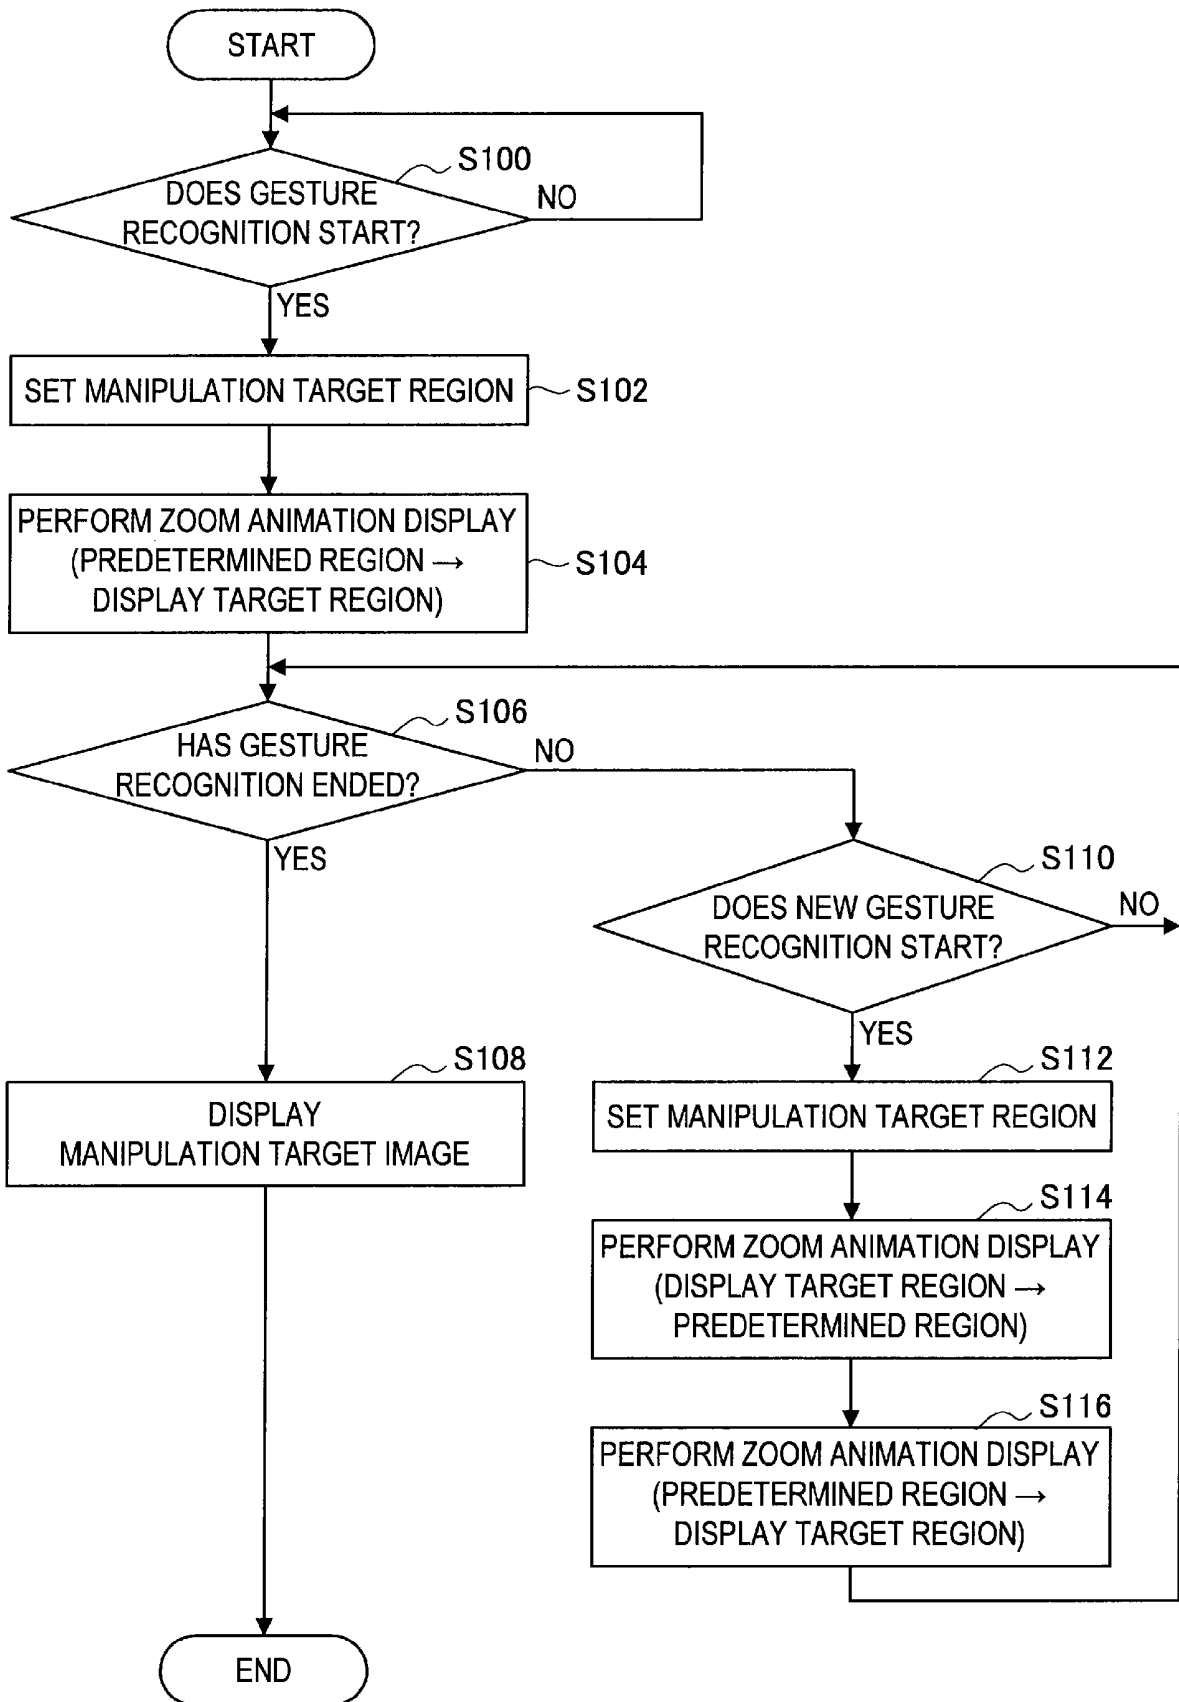 START
S100
DOES GESTURE
RECOGNITION START?
NO
YES
SET MANIPULATION TARGET REGION
S102
PERFORM ZOOM ANIMATION DISPLAY
(PREDETERMINED REGION →
DISPLAY TARGET REGION)
S104
S106
HAS GESTURE
RECOGNITION ENDED?
NO
YES
S110
DOES NEW GESTURE
RECOGNITION START?
NO
YES
S108
DISPLAY
MANIPULATION TARGET IMAGE
S112
SET MANIPULATION TARGET REGION
S114
PERFORM ZOOM ANIMATION DISPLAY
(DISPLAY TARGET REGION →
PREDETERMINED REGION)
S116
PERFORM ZOOM ANIMATION DISPLAY
(PREDETERMINED REGION →
DISPLAY TARGET REGION)
END